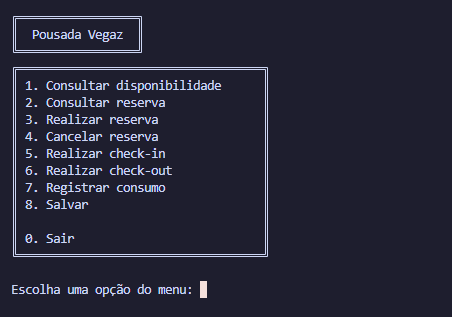 Pousada Vegaz
1. Consultar disponibilidade
2. Consultar reserva
3. Realizar reserva
4. Cancelar reserva
5. Realizar check-in
6. Realizar check-out
7. Registrar consumo
8. Salvar
0. Sair
Escolha uma opção do menu: